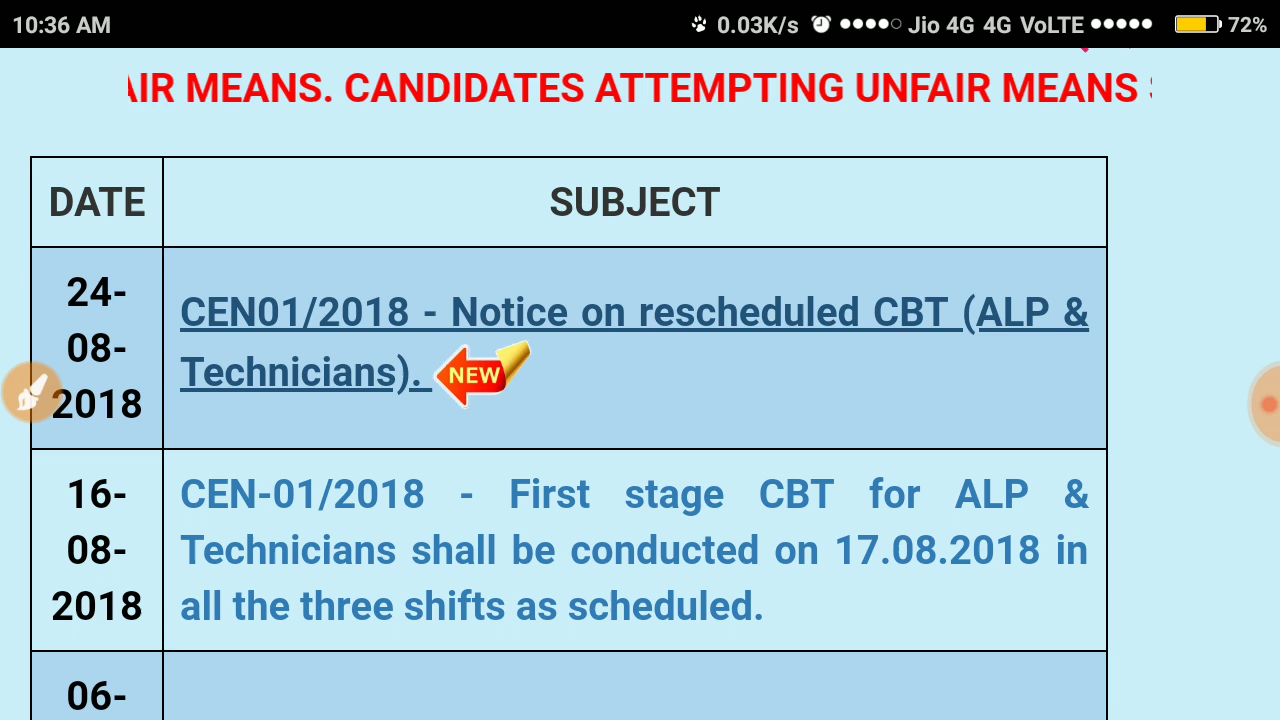 10:36 AM 0.03K/s Jio 4G 4G VoLTE 72%
AIR MEANS. CANDIDATES ATTEMPTING UNFAIR MEANS
DATE SUBJECT
24-
08-
2018
CEN01/2018 - Notice on rescheduled CBT (ALP &
Technicians). NEW
16-
08-
2018
CEN-01/2018 - First stage CBT for ALP &
Technicians shall be conducted on 17.08.2018 in
all the three shifts as scheduled.
06-